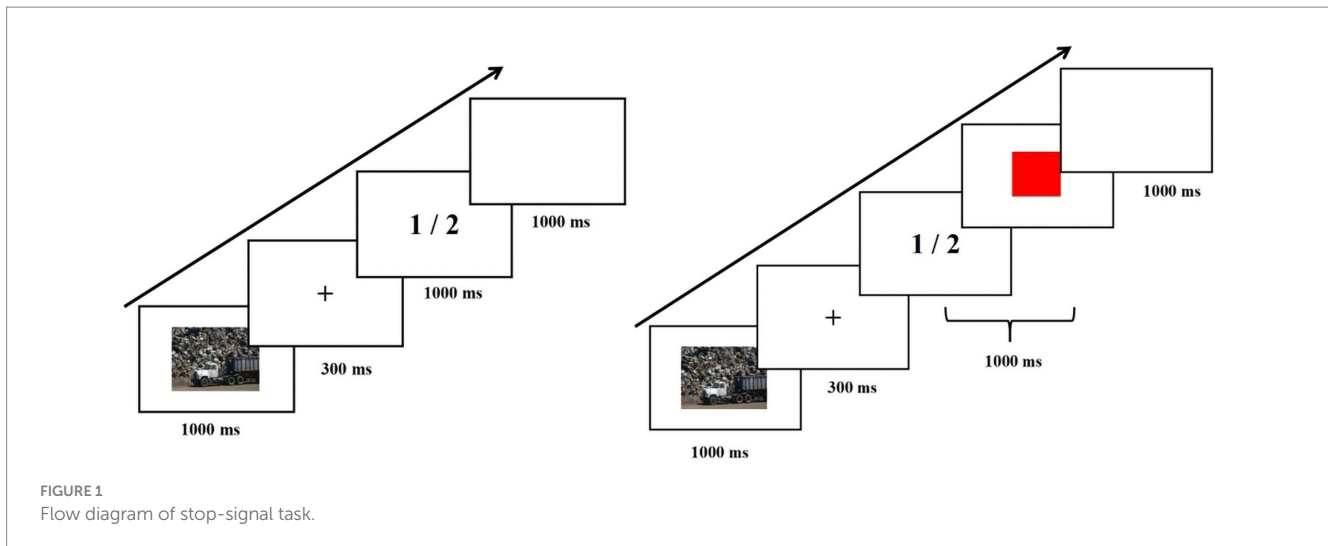 1000 ms
300 ms
1 / 2
1000 ms
1000 ms
1000 ms
300 ms
1 / 2
1000 ms
1000 ms
+
+
FIGURE 1
Flow diagram of stop-signal task.